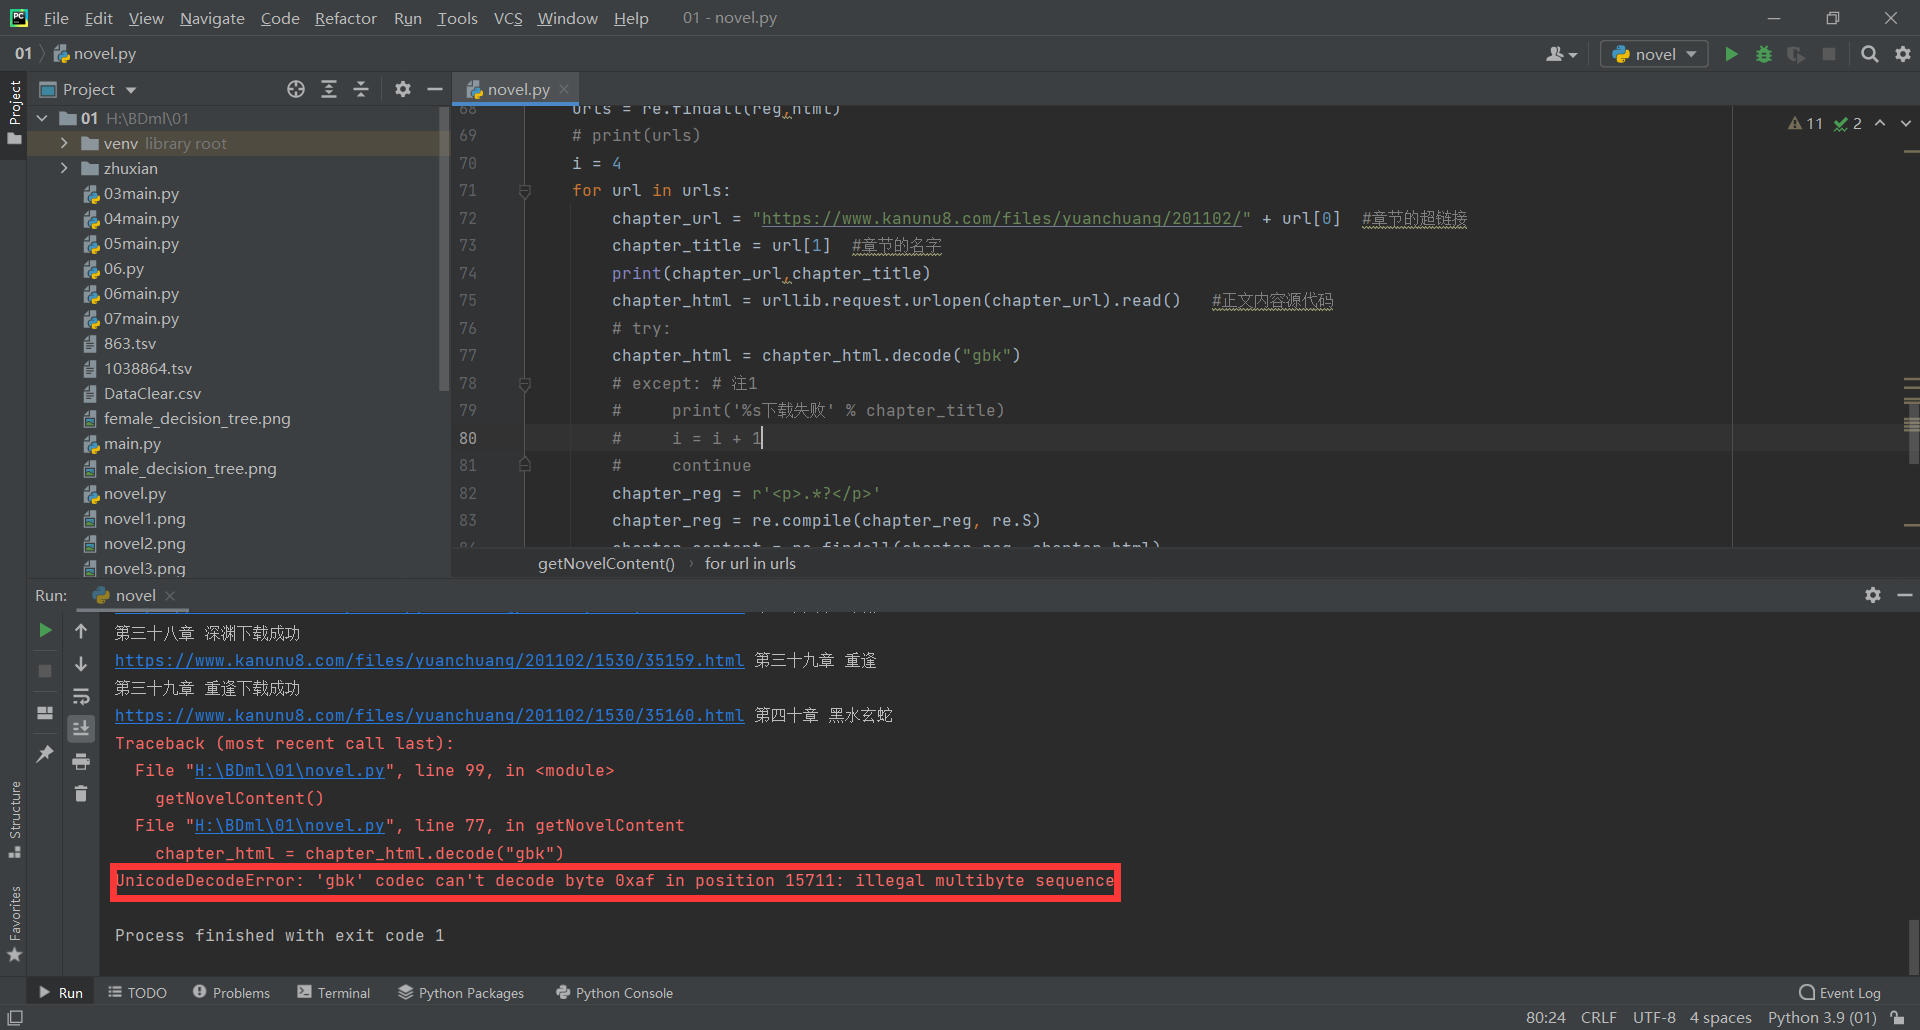 File Edit View Navigate Code Refactor Run Tools VCS Window Help 01 - novel.py
01 novel.py
novel
Project
Project
novel.py
01 H:\BDml\01
venv library root
zhuxian
03main.py
04main.py
05main.py
06.py
06main.py
07main.py
863.tsv
1038864.tsv
DataClear.csv
female_decision_tree.png
main.py
male_decision_tree.png
novel.py
novel1.png
novel2.png
novel3.png
11 2
68 urls = re.findall(reg,html)
69 # print(urls)
70 i = 4
71 for url in urls:
72 chapter_url = "https://www.kanunu8.com/files/yuanchuang/201102/" + url[0] #章节的超链接
73 chapter_title = url[1] #章节的名字
74 print(chapter_url,chapter_title)
75 chapter_html = urllib.request.urlopen(chapter_url).read() #正文内容源代码
76 # try:
77 chapter_html = chapter_html.decode("gbk")
78 # except: # 注1
79 # print('%s下载失败' % chapter_title)
80 # i = i + 1
81 # continue
82 chapter_reg = r'<p>.*?</p>'
83 chapter_reg = re.compile(chapter_reg, re.S)
84 chapter_content = re.findall(chapter_reg, chapter_html)
getNovelContent() › for url in urls
Run: novel
第三十八章 深渊下载成功
https://www.kanunu8.com/files/yuanchuang/201102/1530/35159.html 第三十九章 重逢
第三十九章 重逢下载成功
https://www.kanunu8.com/files/yuanchuang/201102/1530/35160.html 第四十章 黑水玄蛇
Traceback (most recent call last):
File "H:\BDml\01\novel.py", line 99, in <module>
getNovelContent()
File "H:\BDml\01\novel.py", line 77, in getNovelContent
chapter_html = chapter_html.decode("gbk")
UnicodeDecodeError: 'gbk' codec can't decode byte 0xaf in position 15711: illegal multibyte sequence
Process finished with exit code 1
Structure
Favorites
Run TODO Problems Terminal Python Packages Python Console Event Log
80:24 CRLF UTF-8 4 spaces Python 3.9 (01)